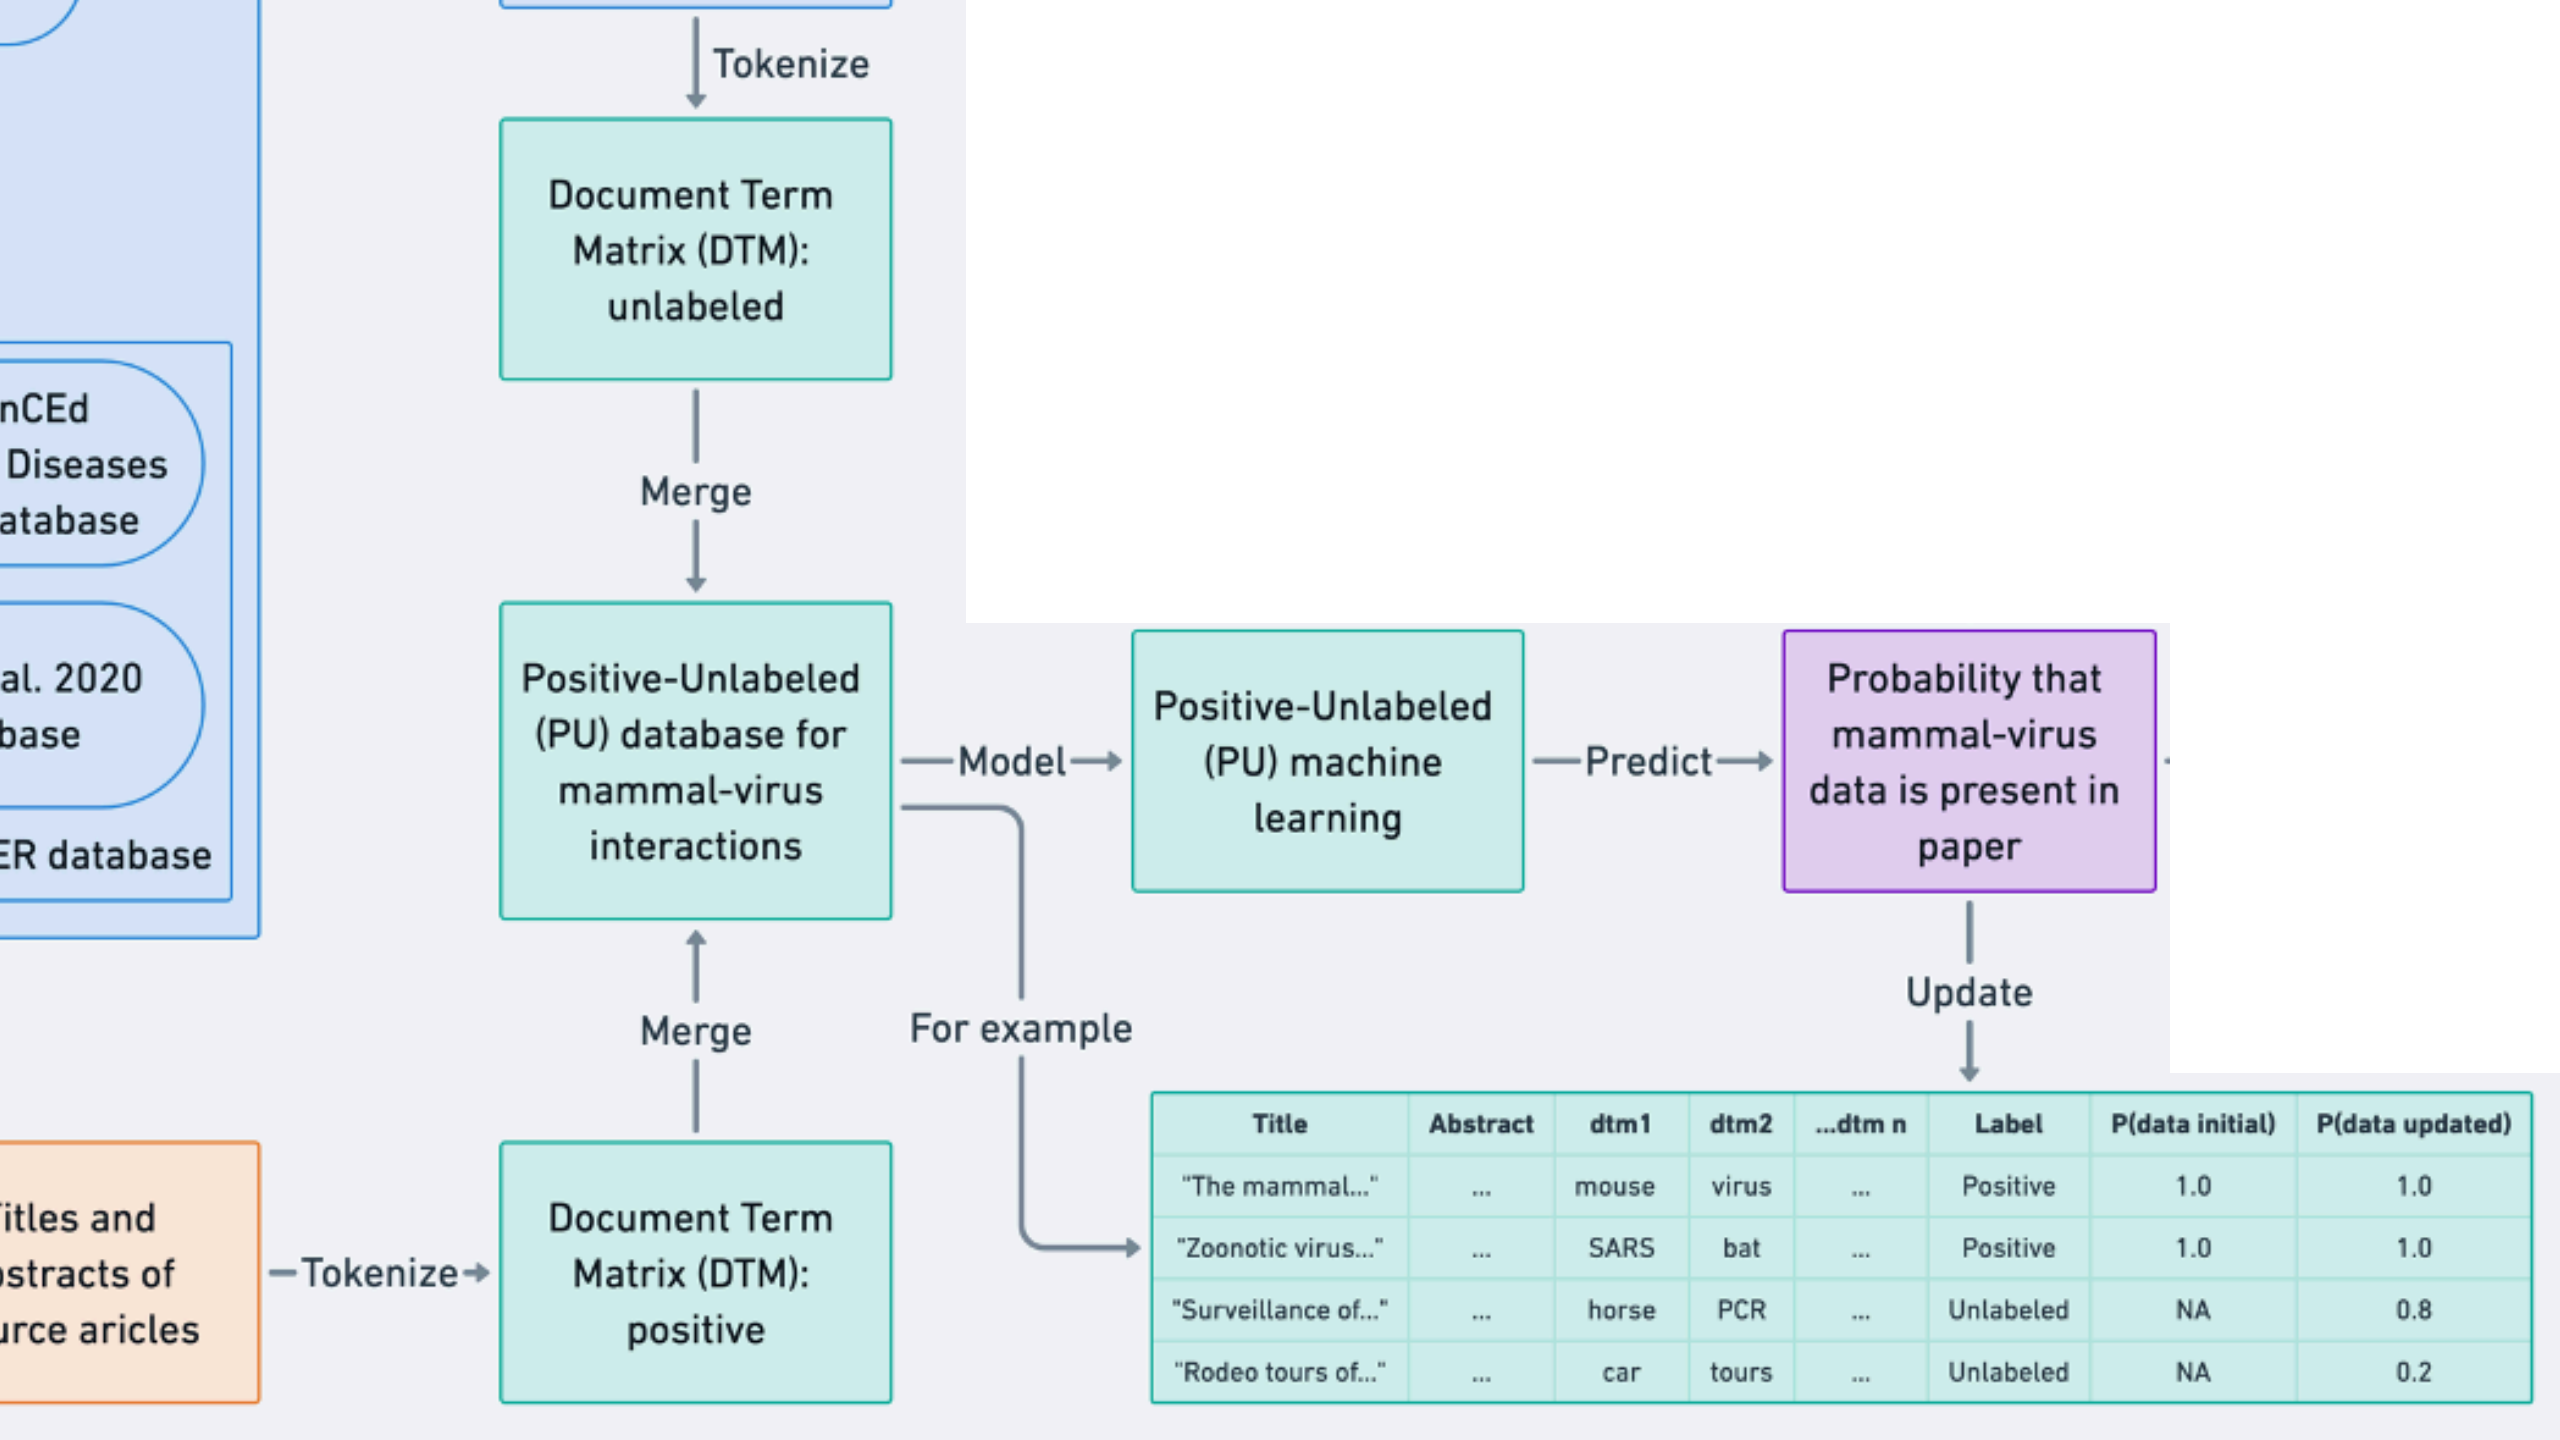 Tokenize
Document Term
Matrix (DTM):
unlabeled
Merge
nCEd
Diseases
atabase
al. 2020
base
ER database
Positive-Unlabeled
(PU) database for
mammal-virus
interactions
Model
Positive-Unlabeled
(PU) machine
learning
Predict
Probability that
mammal-virus
data is present in
paper
Update
For example
Merge
itles and
ostracts of
urce aricles
Tokenize
Document Term
Matrix (DTM):
positive
Title Abstract dtm1 dtm2 ...dtm n Label P(data initial) P(data updated)
"The mammal..." ... mouse virus ... Positive 1.0 1.0
"Zoonotic virus..." ... SARS bat ... Positive 1.0 1.0
"Surveillance of..." ... horse PCR ... Unlabeled NA 0.8
"Rodeo tours of..." ... car tours ... Unlabeled NA 0.2